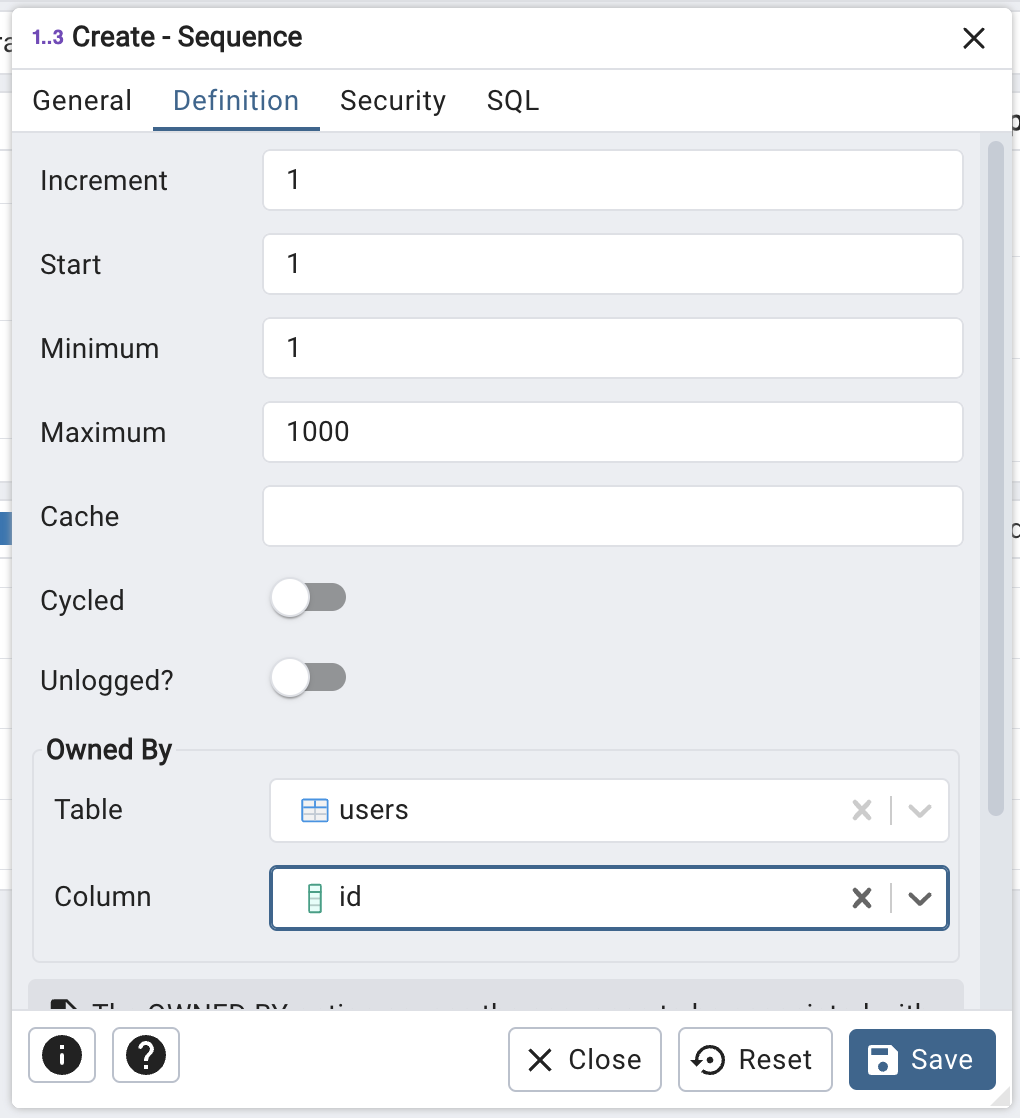 1..3 Create - Sequence
General Definition Security SQL
Increment 1
Start 1
Minimum 1
Maximum 1000
Cache
Cycled
Unlogged?
Owned By
Table users
Column id
Close Reset Save